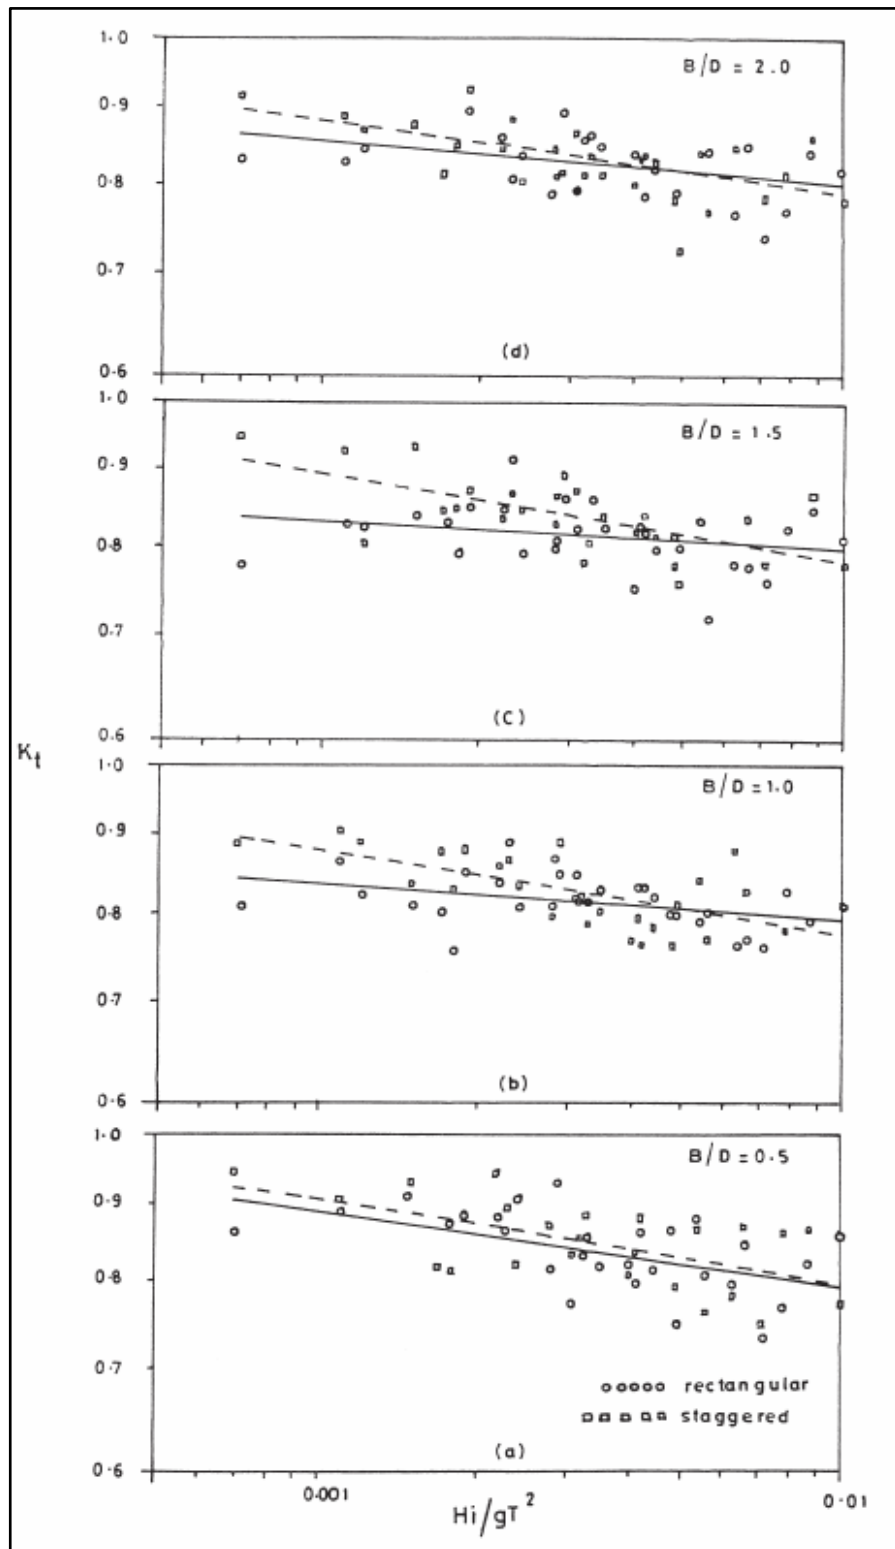 1.0
B/D = 2.0
0.9
0.8
0.7
(d)
0.6
1.0
B/D = 1.5
0.9
0.8
0.7
(C)
0.6
Kt
1.0
B/D = 1.0
0.9
0.8
0.7
(b)
0.6
1.0
B/D = 0.5
0.9
0.8
0.7
rectangular
staggered
(a)
0.6
0.001
Hi/gT²
0.01